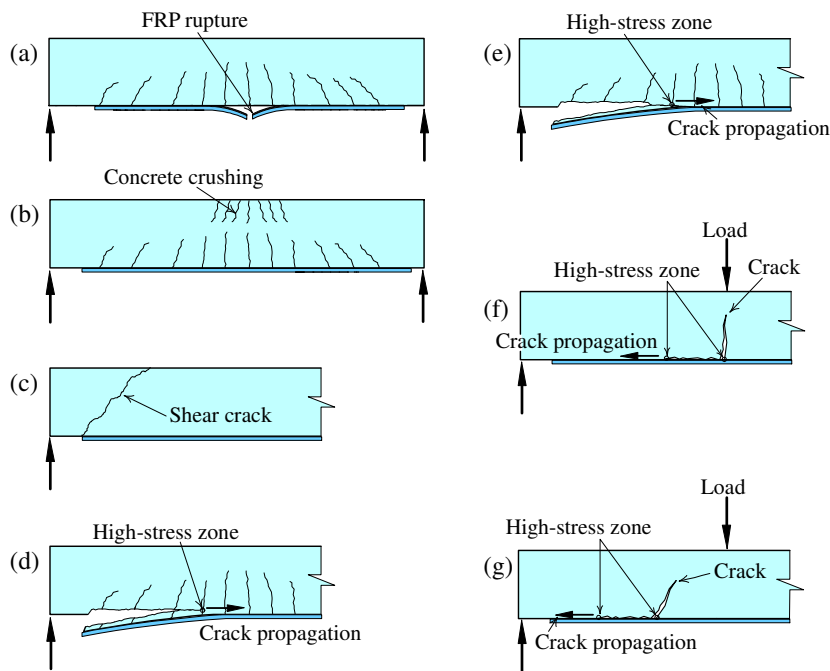 (a)
FRP rupture
(b)
Concrete crushing
(c)
Shear crack
(d)
High-stress zone
Crack propagation
(e)
High-stress zone
Crack propagation
(f)
Load
High-stress zone
Crack
Crack propagation
(g)
Load
High-stress zone
Crack
Crack propagation